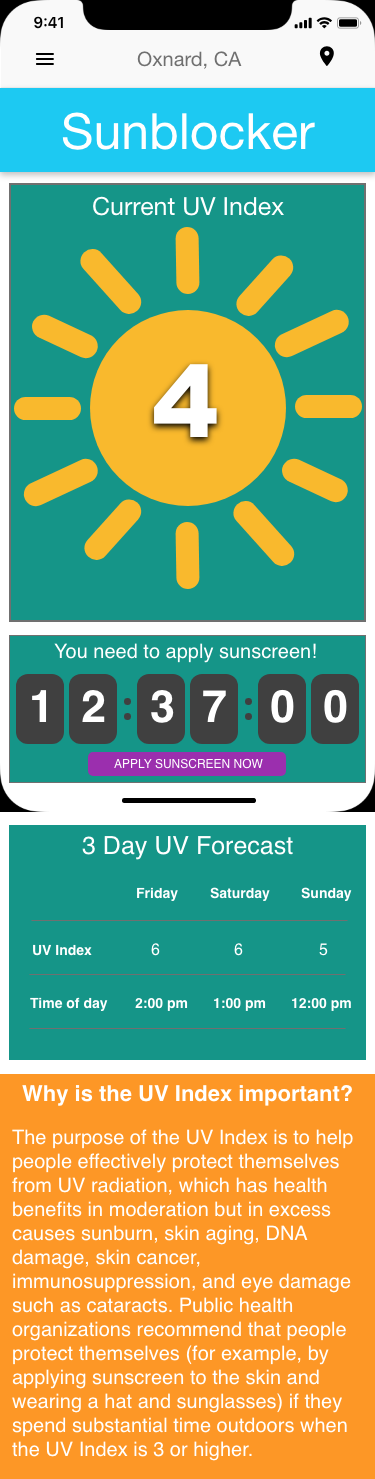 9:41
Oxnard, CA
Sunblocker
Current UV Index
4
You need to apply sunscreen!
12:37:00
APPLY SUNSCREEN NOW
3 Day UV Forecast
Friday Saturday Sunday
UV Index 6 6 5
Time of day 2:00 pm 1:00 pm 12:00 pm
Why is the UV Index important?
The purpose of the UV Index is to help
people effectively protect themselves
from UV radiation, which has health
benefits in moderation but in excess
causes sunburn, skin aging, DNA
damage, skin cancer,
immunosuppression, and eye damage
such as cataracts. Public health
organizations recommend that people
protect themselves (for example, by
applying sunscreen to the skin and
wearing a hat and sunglasses) if they
spend substantial time outdoors when
the UV Index is 3 or higher.